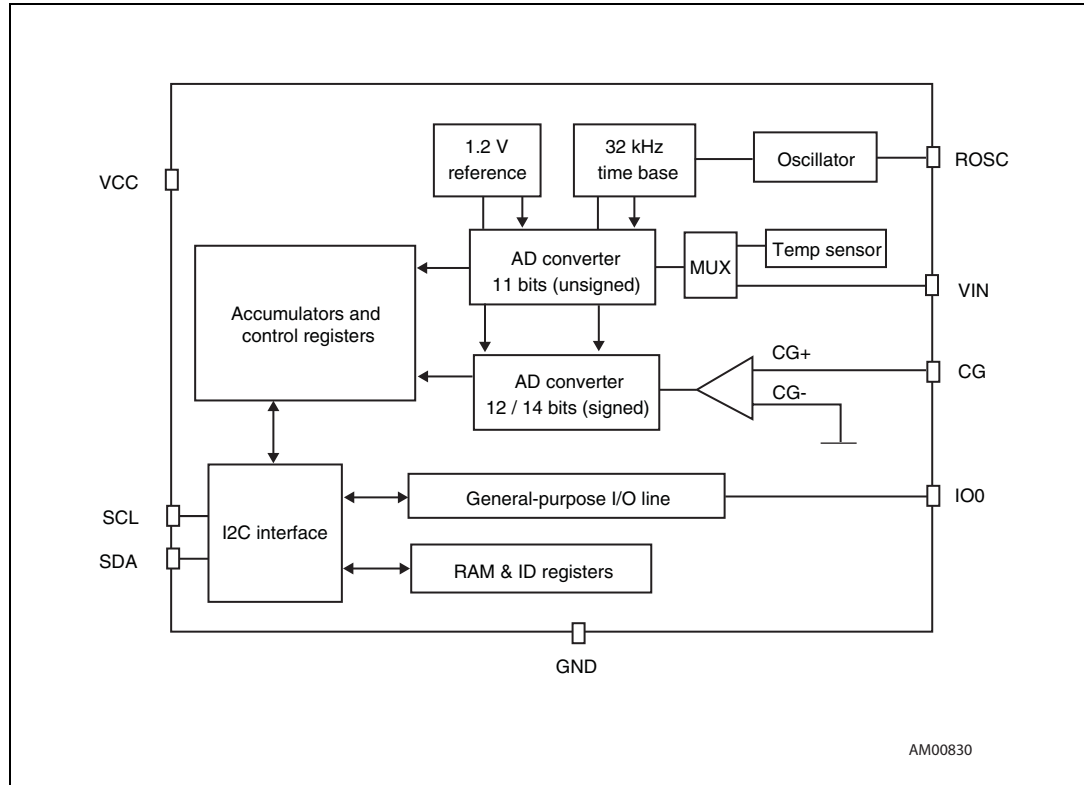 1.2 V
reference
32 kHz
time base
Oscillator
ROSC
VCC
AD converter
11 bits (unsigned)
MUX
Temp sensor
VIN
Accumulators and
control registers
AD converter
12 / 14 bits (signed)
CG+
CG-
CG
General-purpose I/O line
IO0
SCL
SDA
I2C interface
RAM & ID registers
GND
AM00830